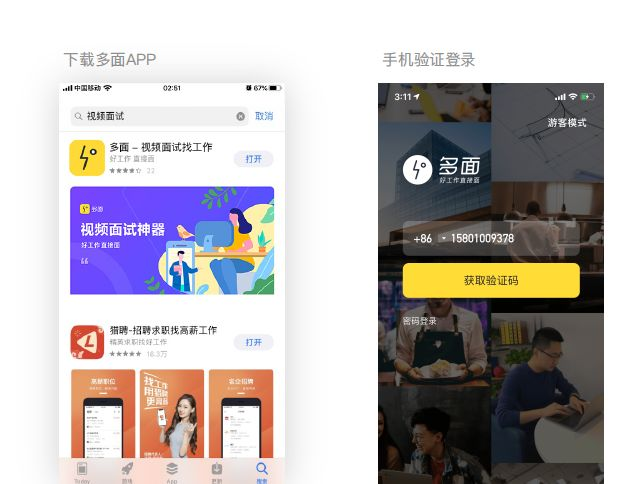 下载多面APP
中国移动 02:51 67%
视频面试 取消
多面 – 视频面试找工作
好工作 直接面
22
打开
多面
视频面试神器
好工作直接面
猎聘-招聘求职找高薪工作
精英求职找好工作
18.3万
打开
高薪职位
找工作
用猎聘
更高薪
名企招聘
Today 游戏 App 更新 搜索
手机验证登录
3:11
游客模式
多面
好工作直接面
+86 15801009378
获取验证码
密码登录